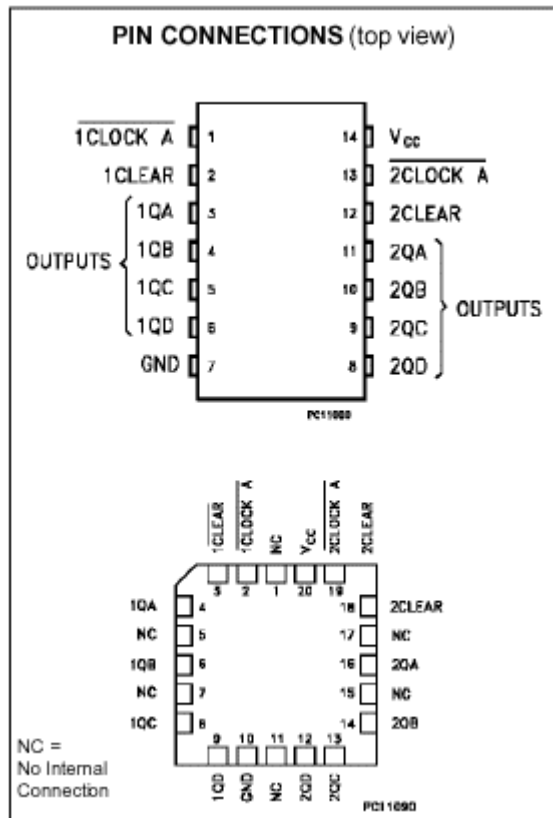 PIN CONNECTIONS (top view)
1CLOCK A 1 14 Vcc
1CLEAR 2 13 2CLOCK A
1QA 3 12 2CLEAR
1QB 4 11 2QA
OUTPUTS
1QC 5 10 2QB
OUTPUTS
1QD 6 9 2QC
GND 7 8 2QD
PC11080
1CLEAR 1CLOCK A NC Vcc 2CLOCK A 2CLEAR
3 2 1 20 19
1QA 4 18 2CLEAR
NC 5 17 NC
1QB 6 16 2QA
NC 7 15 NC
1QC 8 14 2QB
9 10 11 12 13
1QD GND NC 2QD 2QC
NC =
No Internal
Connection
PCI1090